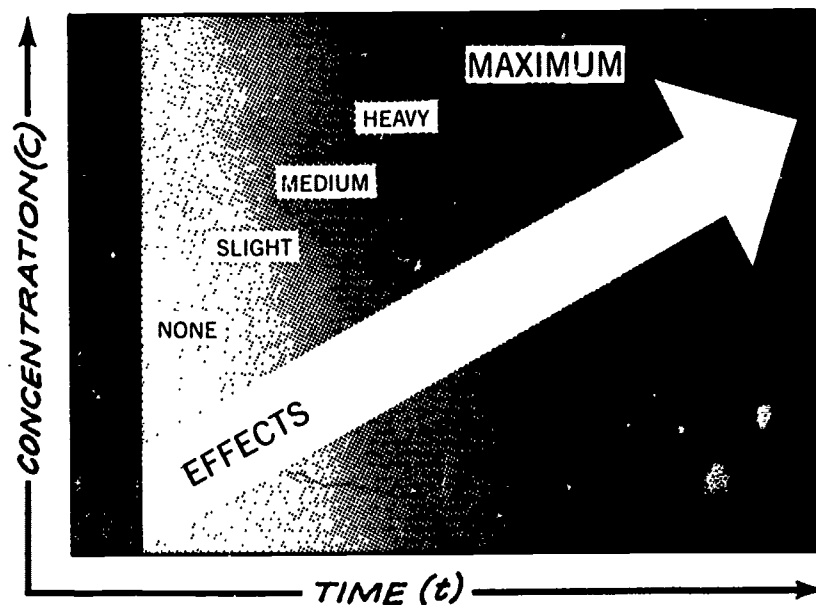 MAXIMUM
HEAVY
MEDIUM
SLIGHT
NONE
EFFECTS
CONCENTRATION (C)
TIME (t)